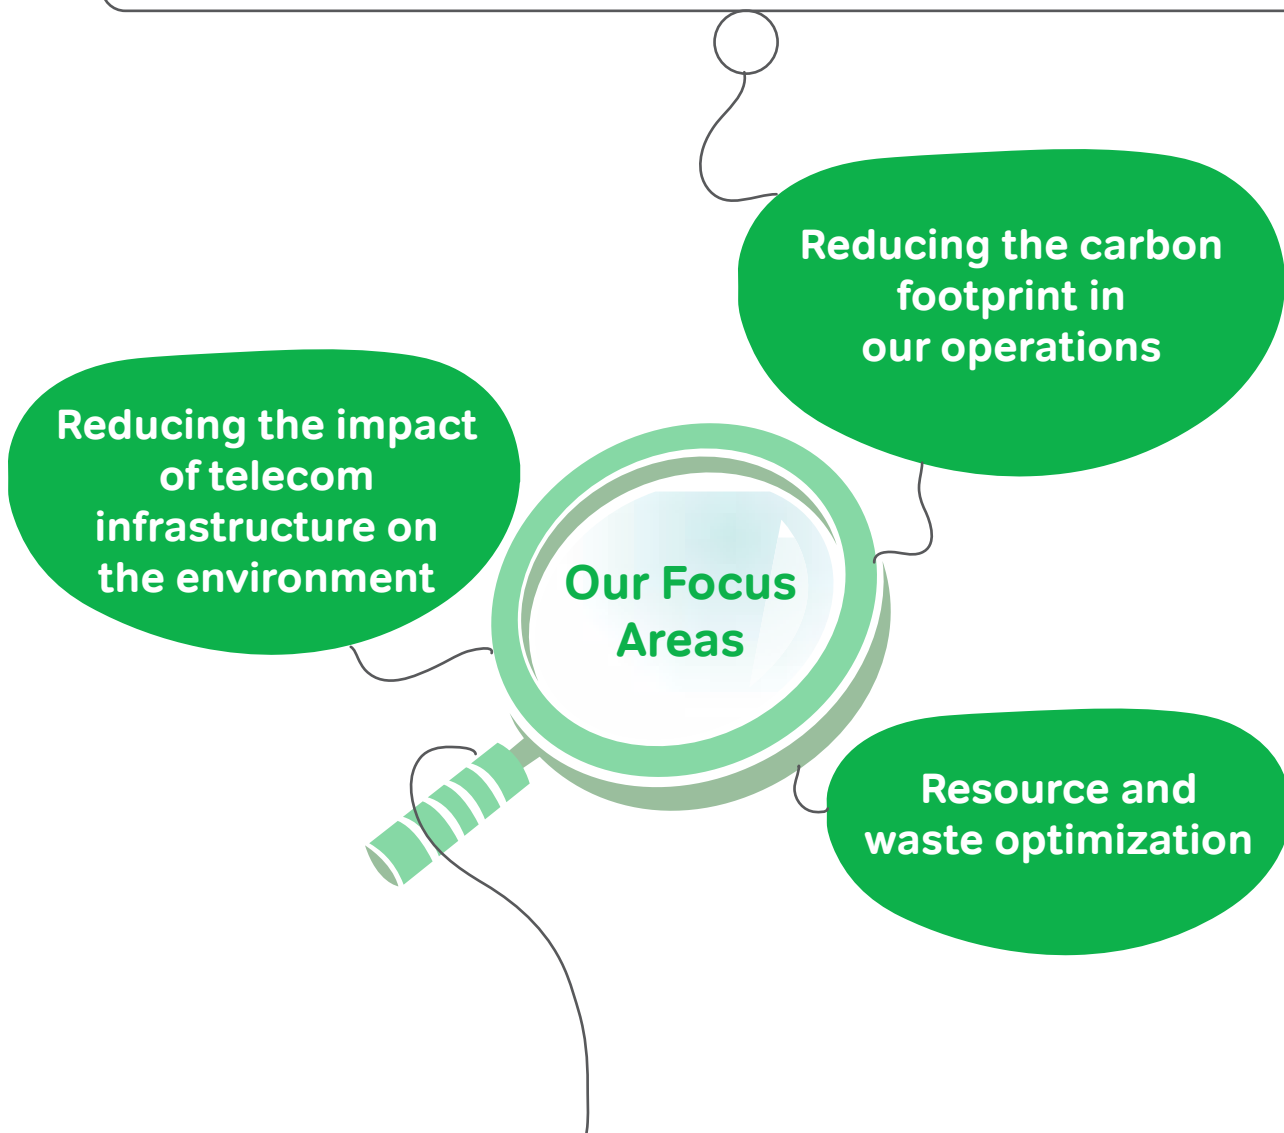 Reducing the carbon
footprint in
our operations
Reducing the impact
of telecom
infrastructure on
the environment
Our Focus
Areas
Resource and
waste optimization